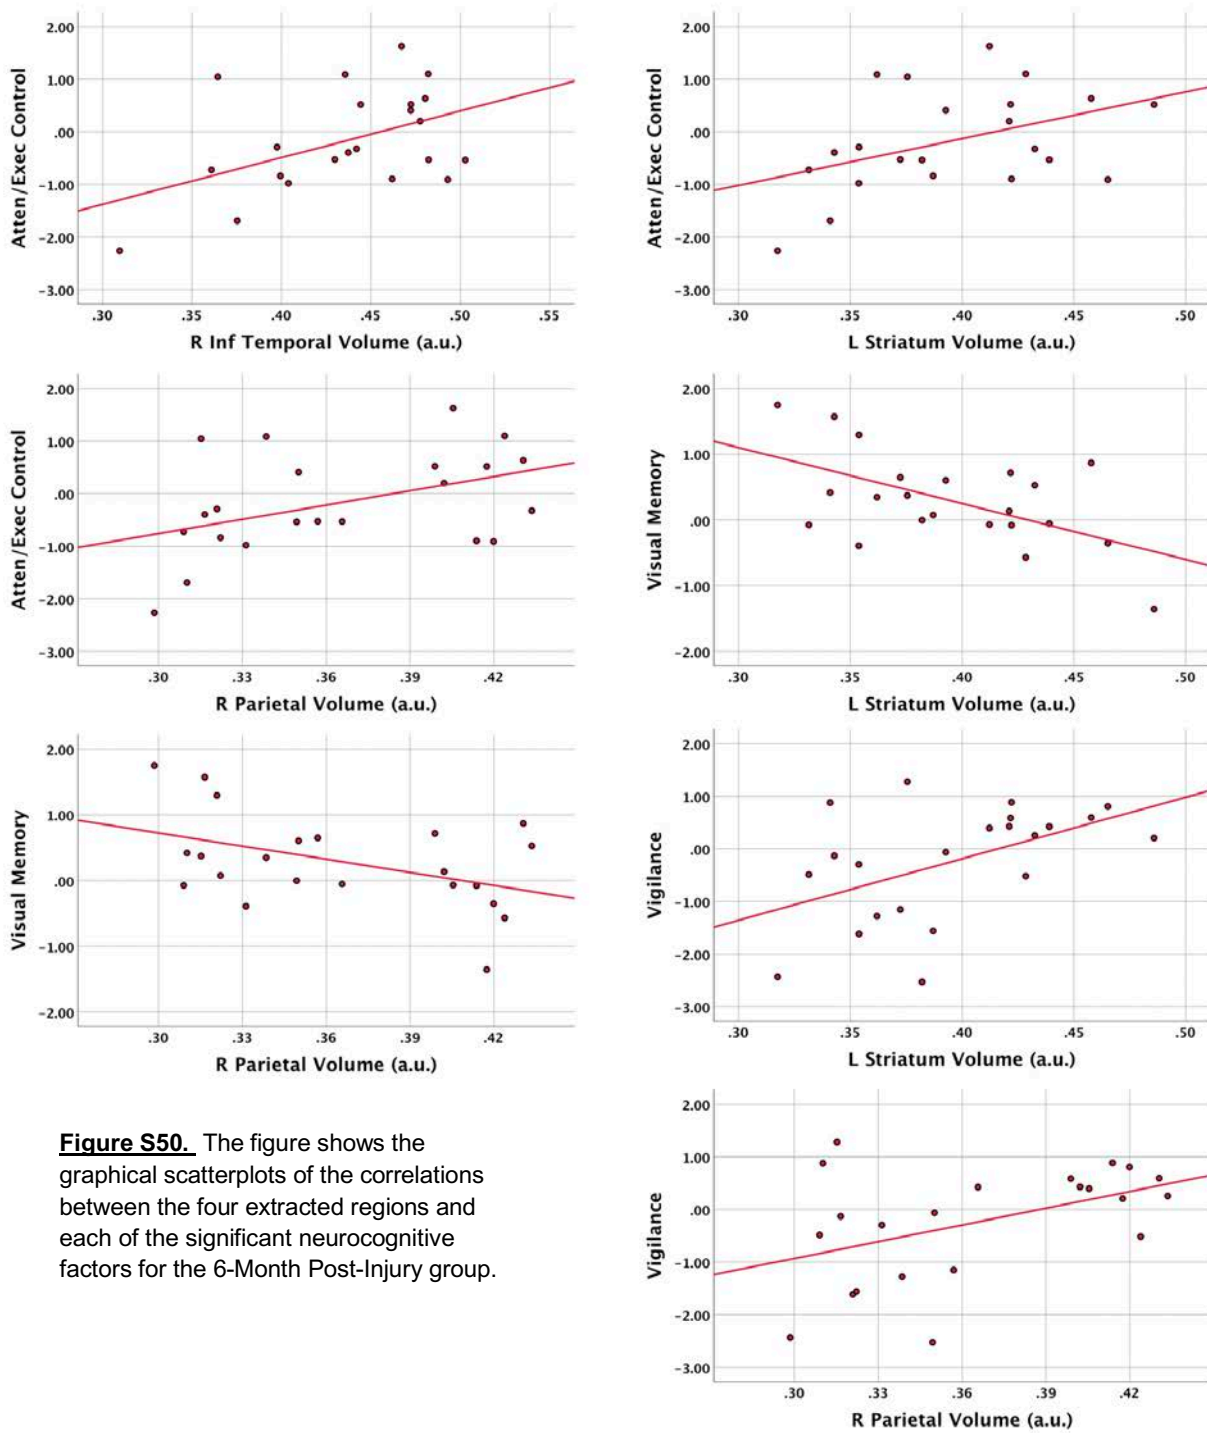 2.00
1.00
.00
-1.00
-2.00
-3.00
Atten/Exec Control
.30 .35 .40 .45 .50 .55
R Inf Temporal Volume (a.u.)
2.00
1.00
.00
-1.00
-2.00
-3.00
Atten/Exec Control
.30 .35 .40 .45 .50
L Striatum Volume (a.u.)
2.00
1.00
.00
-1.00
-2.00
-3.00
Atten/Exec Control
.30 .33 .36 .39 .42
R Parietal Volume (a.u.)
2.00
1.00
.00
-1.00
-2.00
Visual Memory
.30 .35 .40 .45 .50
L Striatum Volume (a.u.)
2.00
1.00
.00
-1.00
-2.00
Visual Memory
.30 .33 .36 .39 .42
R Parietal Volume (a.u.)
2.00
1.00
.00
-1.00
-2.00
-3.00
Vigilance
.30 .35 .40 .45 .50
L Striatum Volume (a.u.)
Figure S50. The figure shows the
graphical scatterplots of the correlations
between the four extracted regions and
each of the significant neurocognitive
factors for the 6-Month Post-Injury group.
2.00
1.00
.00
-1.00
-2.00
-3.00
Vigilance
.30 .33 .36 .39 .42
R Parietal Volume (a.u.)